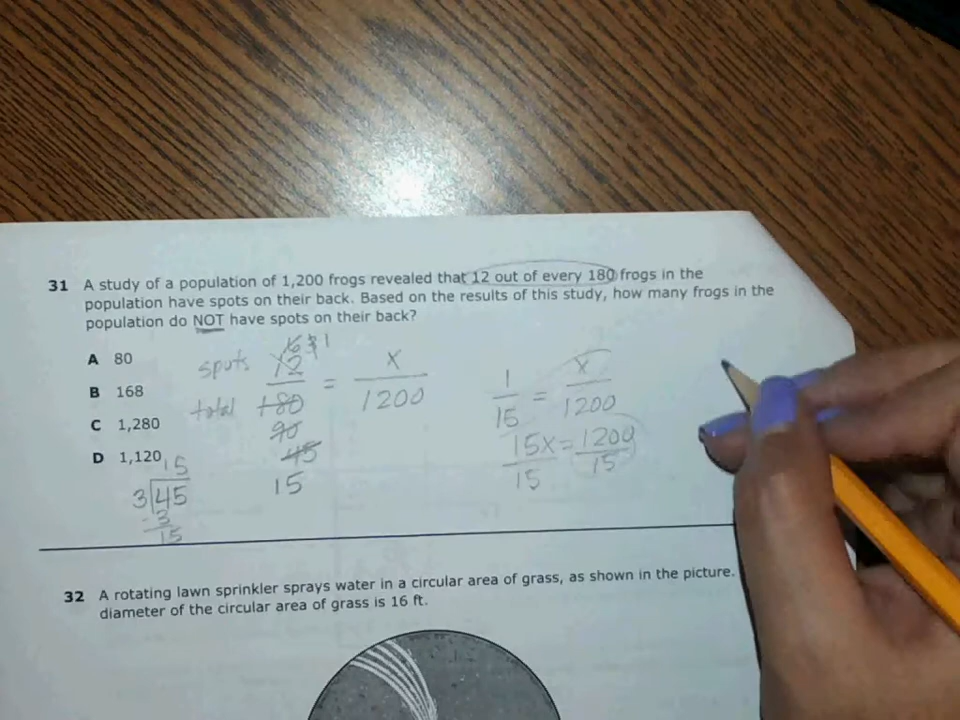 31 A study of a population of 1,200 frogs revealed that 12 out of every 180 frogs in the
population have spots on their back. Based on the results of this study, how many frogs in the
population do NOT have spots on their back?
A 80
B 168
C 1,280
D 1,120
spots 12 6 3 1
total 180
90
45
15
= x
1200
1 = x
15 1200
15x = 1200
15 15
15
3 45
- 3
15
32 A rotating lawn sprinkler sprays water in a circular area of grass, as shown in the picture.
diameter of the circular area of grass is 16 ft.